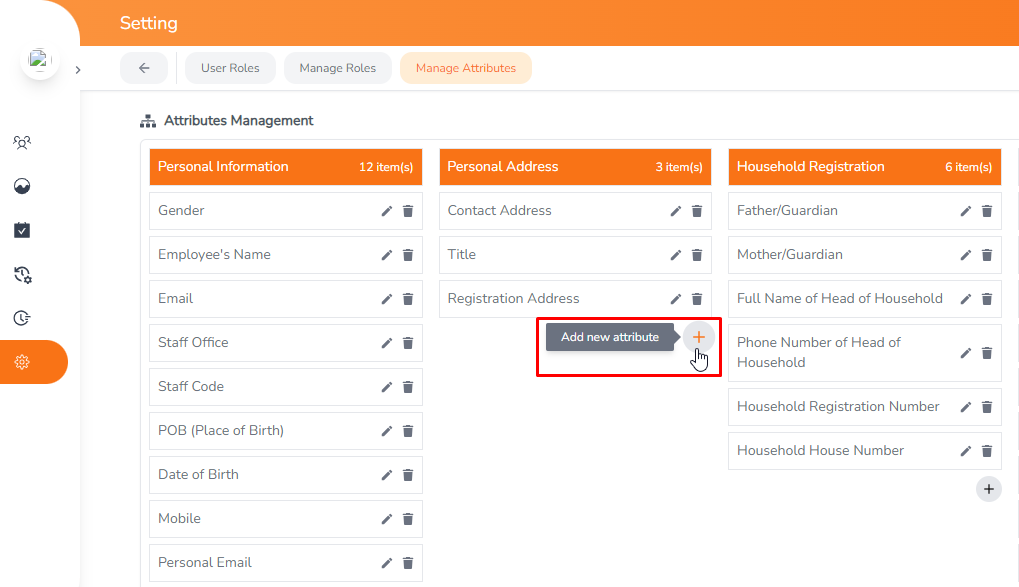 Setting
User Roles
Manage Roles
Manage Attributes
Attributes Management
Personal Information 12 item(s)
Gender
Employee's Name
Email
Staff Office
Staff Code
POB (Place of Birth)
Date of Birth
Mobile
Personal Email
Personal Address 3 item(s)
Contact Address
Title
Registration Address
Add new attribute
Household Registration 6 item(s)
Father/Guardian
Mother/Guardian
Full Name of Head of Household
Phone Number of Head of
Household
Household Registration Number
Household House Number